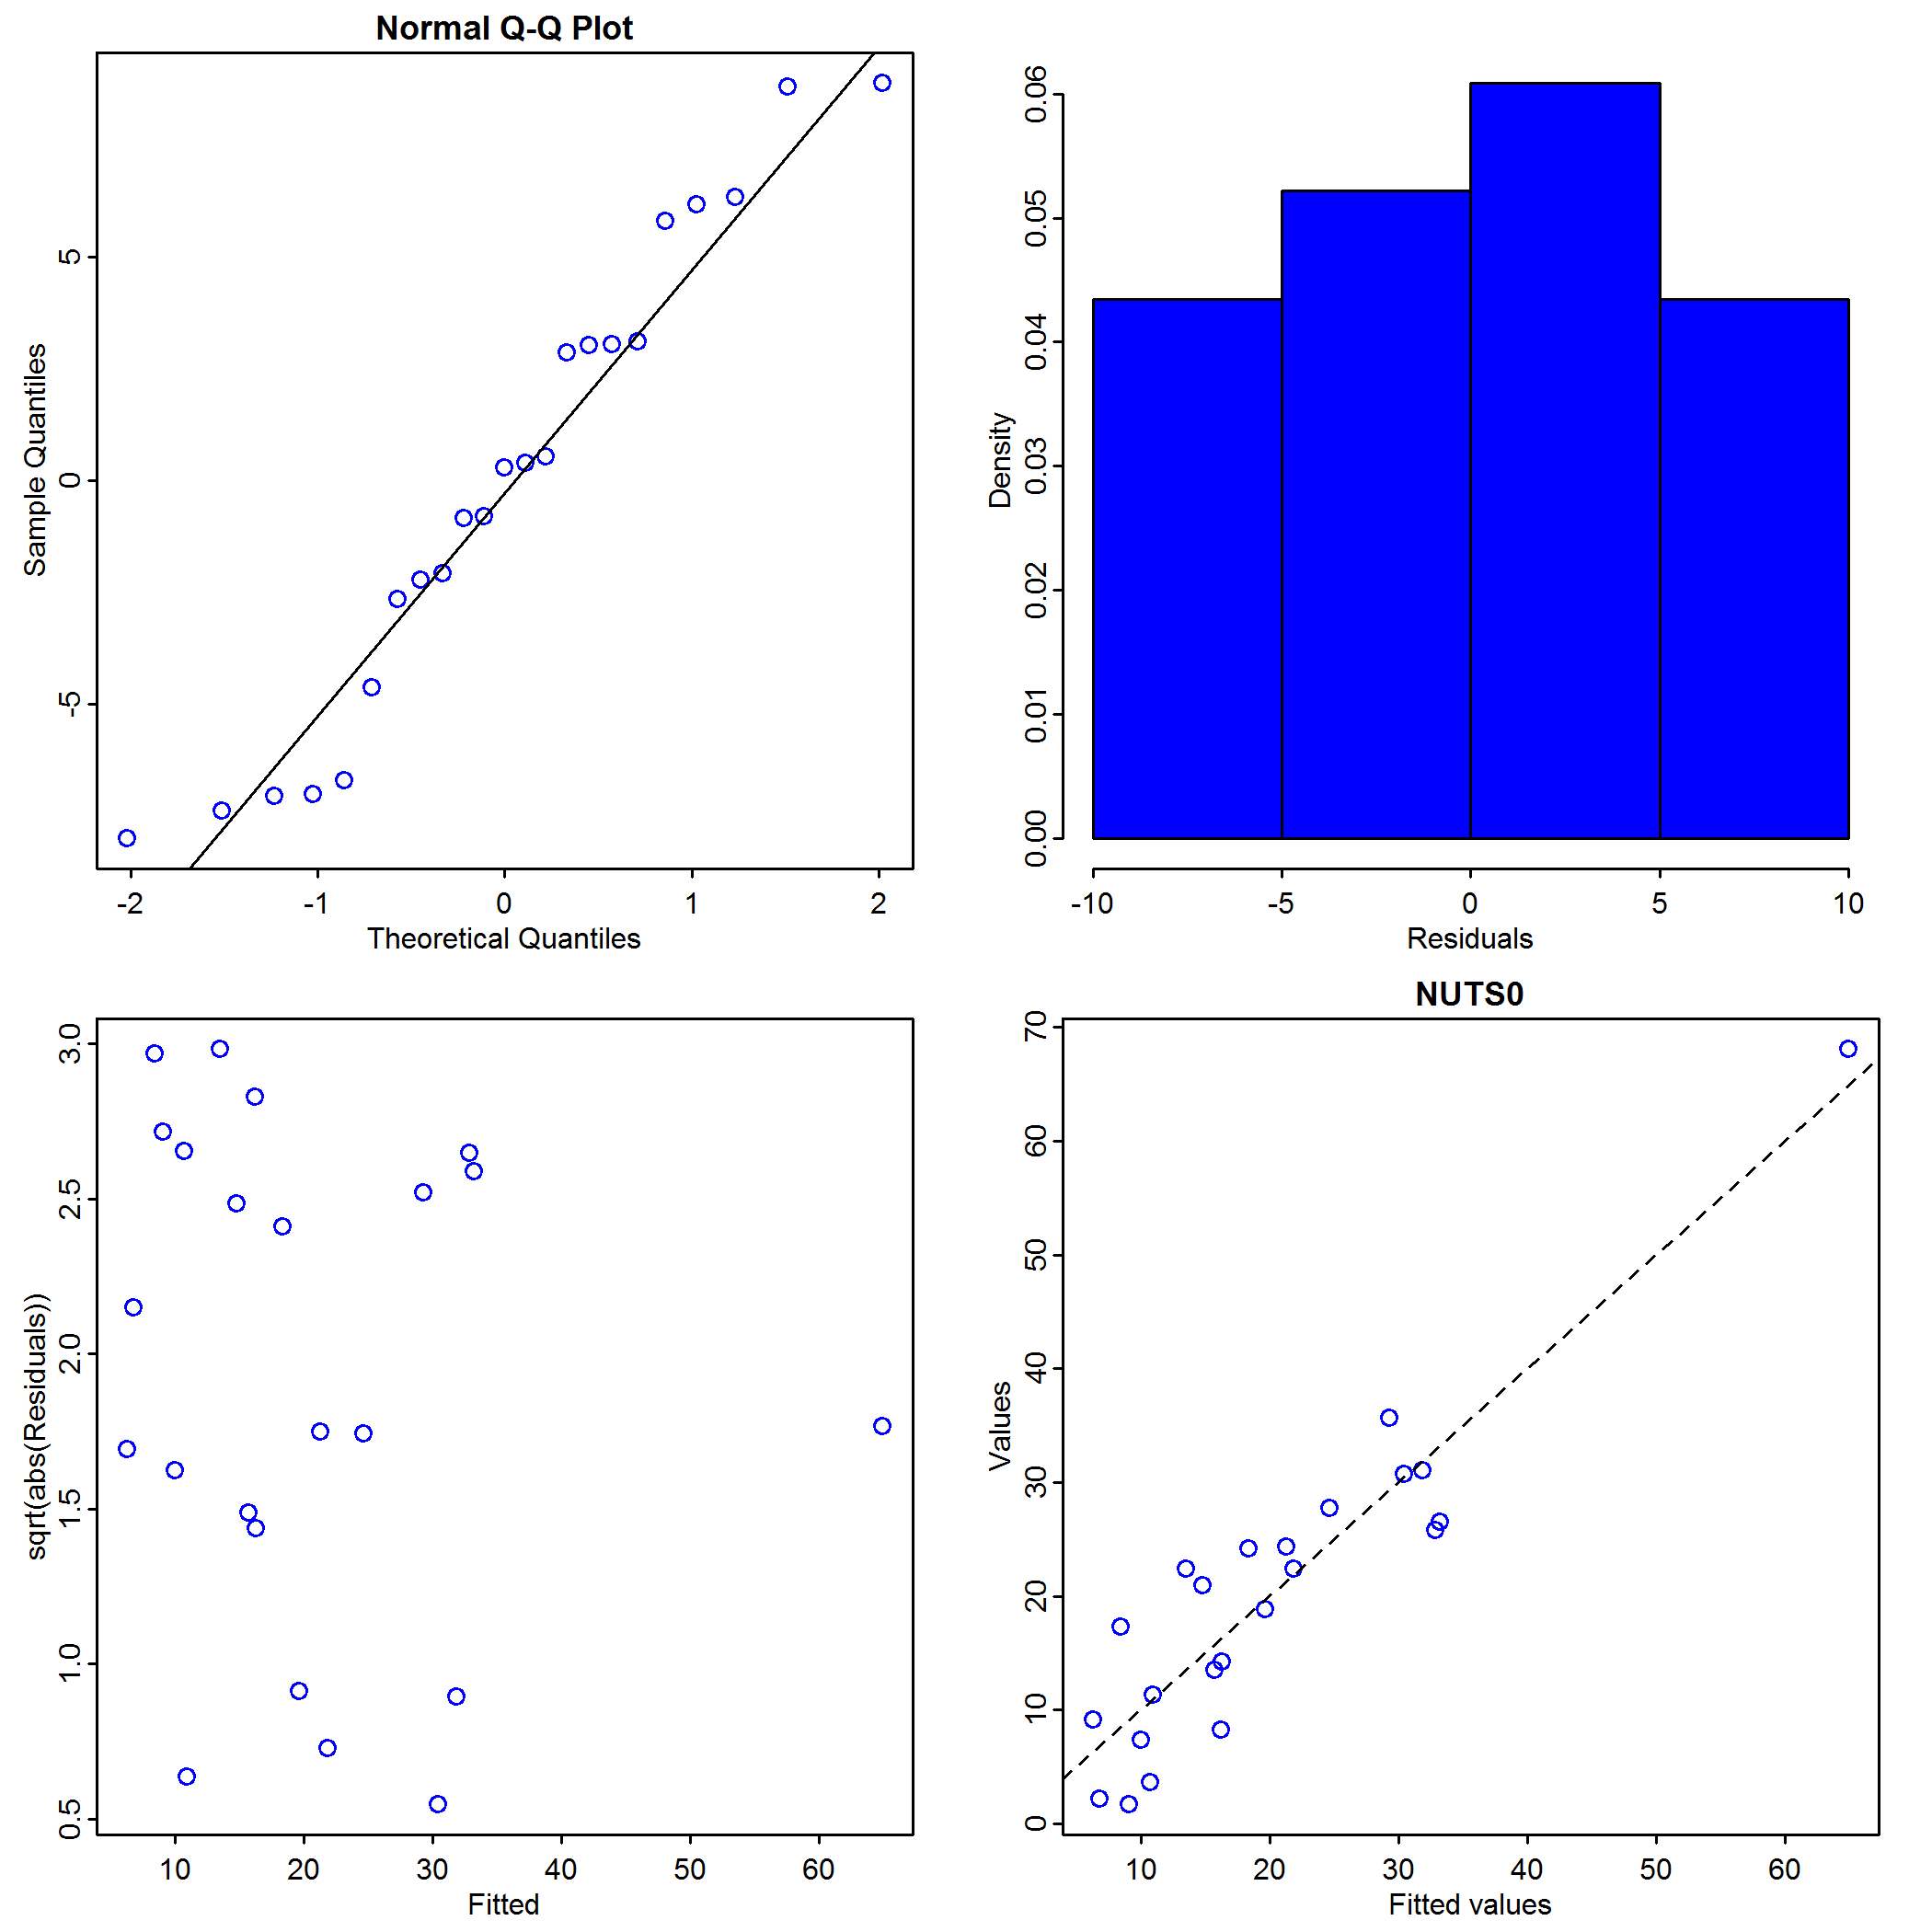 Normal Q-Q Plot
Sample Quantiles
5
0
-5
-2 -1 0 1 2
Theoretical Quantiles
Density
0.06
0.05
0.04
0.03
0.02
0.01
0.00
-10 -5 0 5 10
Residuals
sqrt(abs(Residuals))
3.0
2.5
2.0
1.5
1.0
0.5
10 20 30 40 50 60
Fitted
NUTS0
Values
70
60
50
40
30
20
10
0
10 20 30 40 50 60
Fitted values